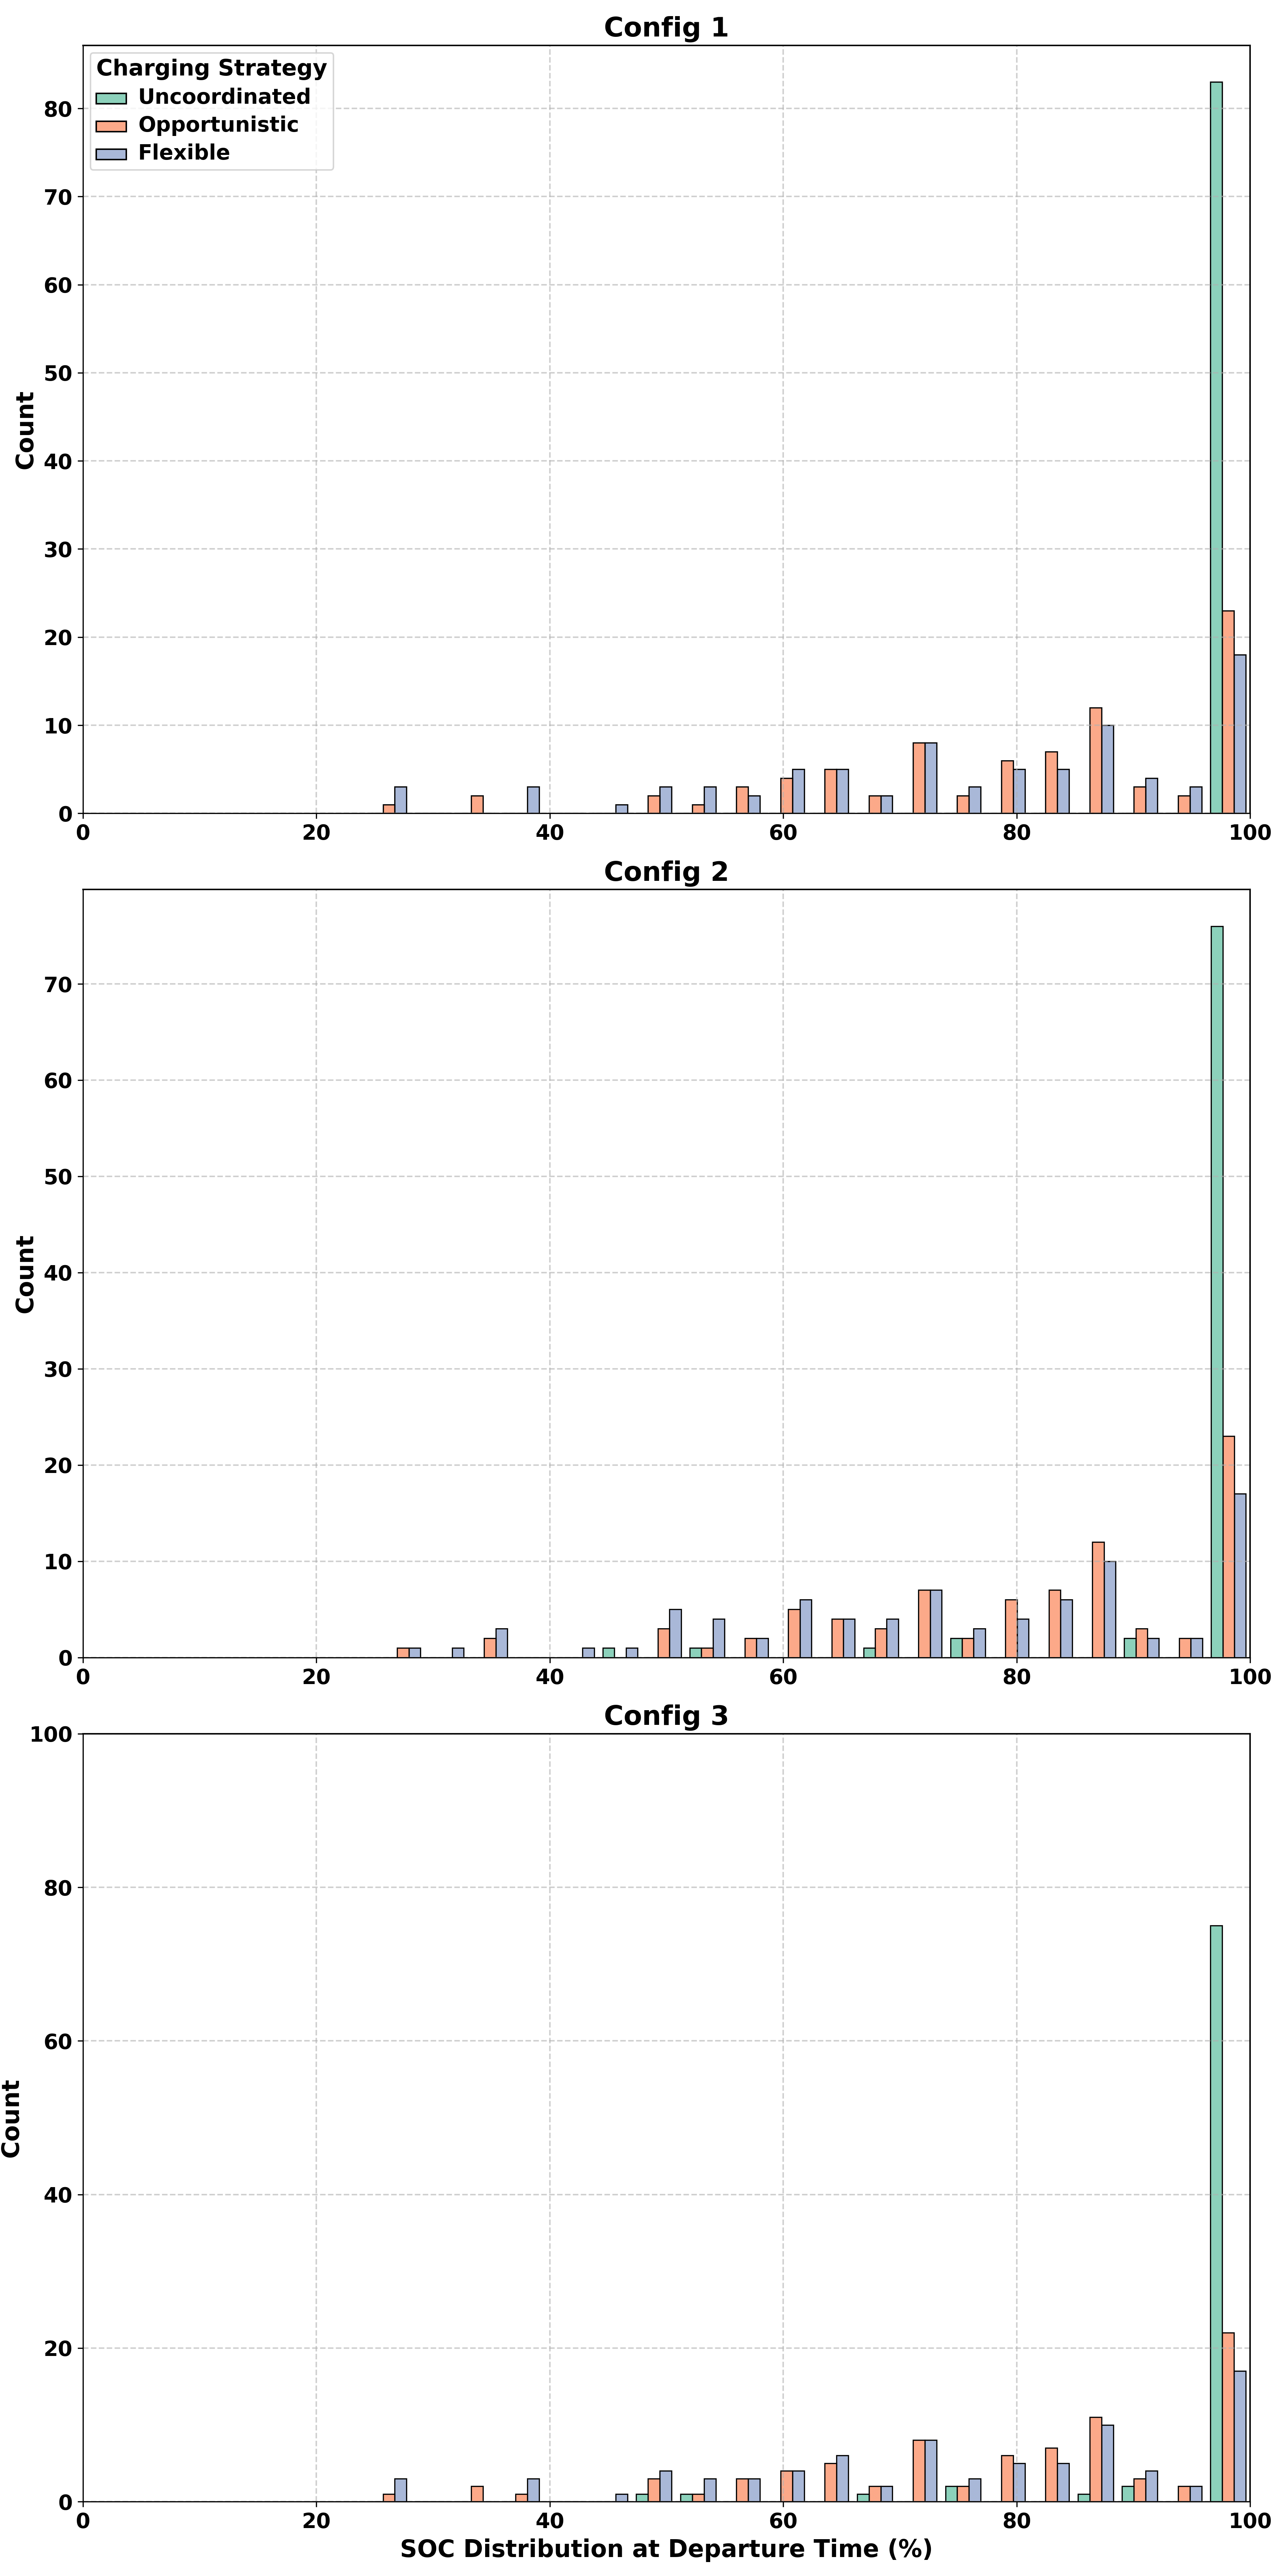 Config 1
Charging Strategy
Uncoordinated
Opportunistic
Flexible
Count
80
70
60
50
40
30
20
10
0
0 20 40 60 80 100
Config 2
Count
70
60
50
40
30
20
10
0
0 20 40 60 80 100
Config 3
Count
100
80
60
40
20
0
0 20 40 60 80 100
SOC Distribution at Departure Time (%)